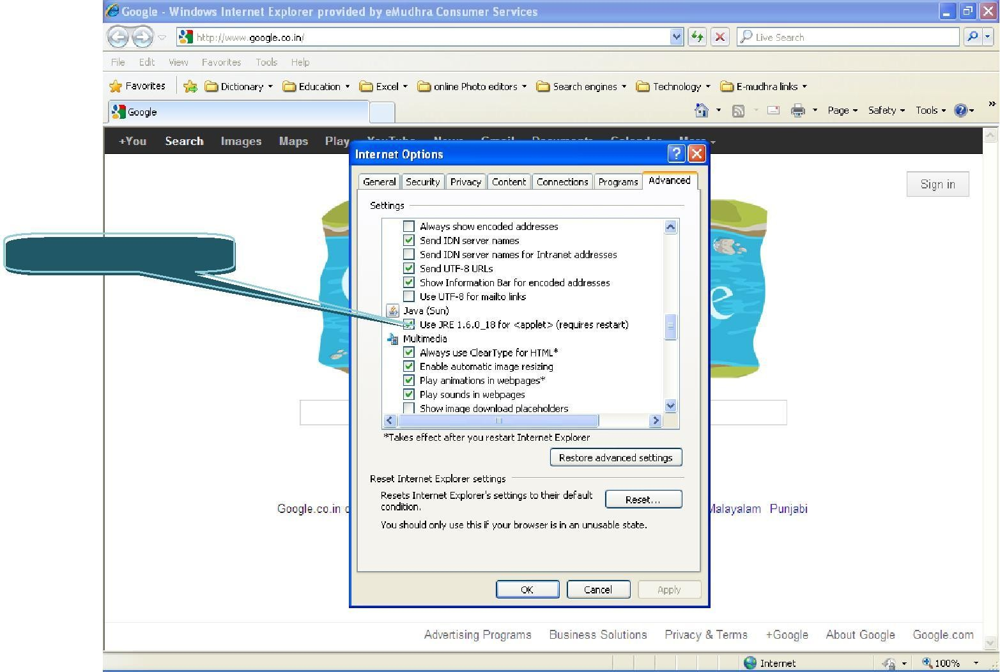 Google - Windows Internet Explorer provided by eMudhra Consumer Services
http://www.google.co.in/
Live Search
File Edit View Favorites Tools Help
Favorites Dictionary Education Excel online Photo editors Search engines Technology E-mudhra links
Google
Page Safety Tools
+You Search Images Maps Play YouTube News Gmail Documents Calendar More
Internet Options
General Security Privacy Content Connections Programs Advanced
Sign in
Settings
Always show encoded addresses
Send IDN server names
Send IDN server names for Intranet addresses
Send UTF-8 URLs
Show Information Bar for encoded addresses
Use UTF-8 for mailto links
Java (Sun)
Use JRE 1.6.0_18 for <applet> (requires restart)
Multimedia
Always use ClearType for HTML*
Enable automatic image resizing
Play animations in webpages*
Play sounds in webpages
Show image download placeholders
*Takes effect after you restart Internet Explorer
Restore advanced settings
Reset Internet Explorer settings
Resets Internet Explorer's settings to their default
condition.
Reset...
You should only use this if your browser is in an unusable state.
Google.co.in Malayalam Punjabi
OK Cancel Apply
Advertising Programs Business Solutions Privacy & Terms +Google About Google Google.com
Internet 100%